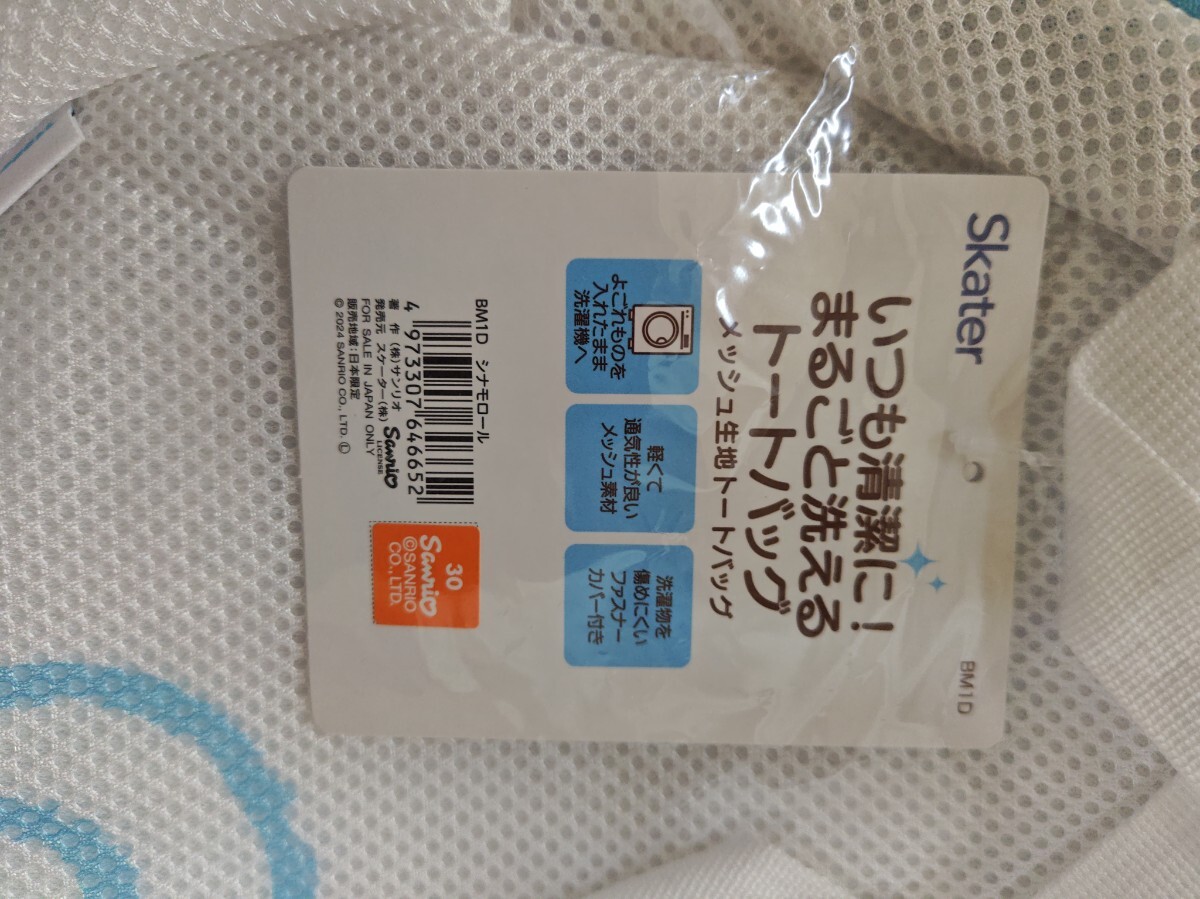 Skater
いつも清潔に!
まるごと洗える
トートバッグ
メッシュ生地トートバッグ
BM1D
よごれものを
入れたまま
洗濯機へ
軽くて
通気性が良い
メッシュ素材
洗濯物を
傷めにくい
ファスナー
カバー付き
BM1D シナモロール
4 973307 646652
著 作 (株)サンリオ
発売元 スケーター(株)
Sanrio
LICENSE
FOR SALE IN JAPAN ONLY
販売地域:日本限定
© 2024 SANRIO CO., LTD. Ⓛ
30
Sanrio
©SANRIO
CO., LTD.